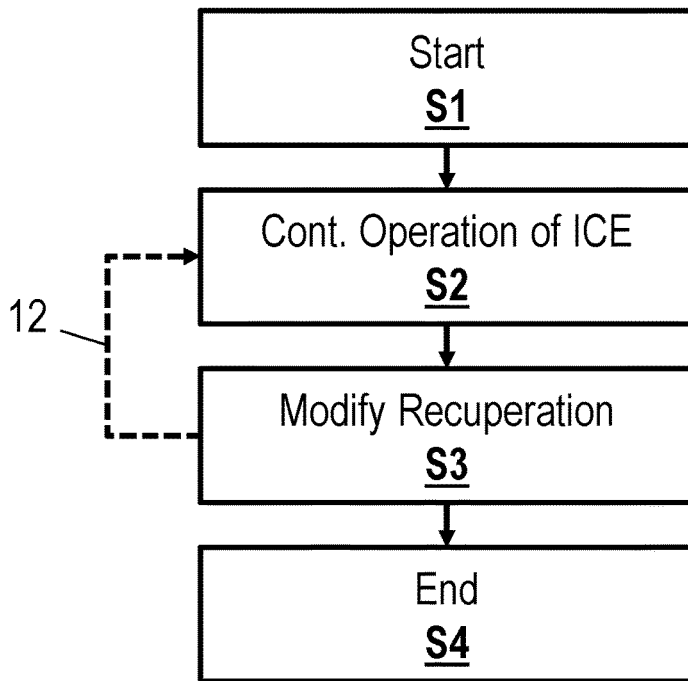 Start
S1
Cont. Operation of ICE
S2
12
Modify Recuperation
S3
End
S4